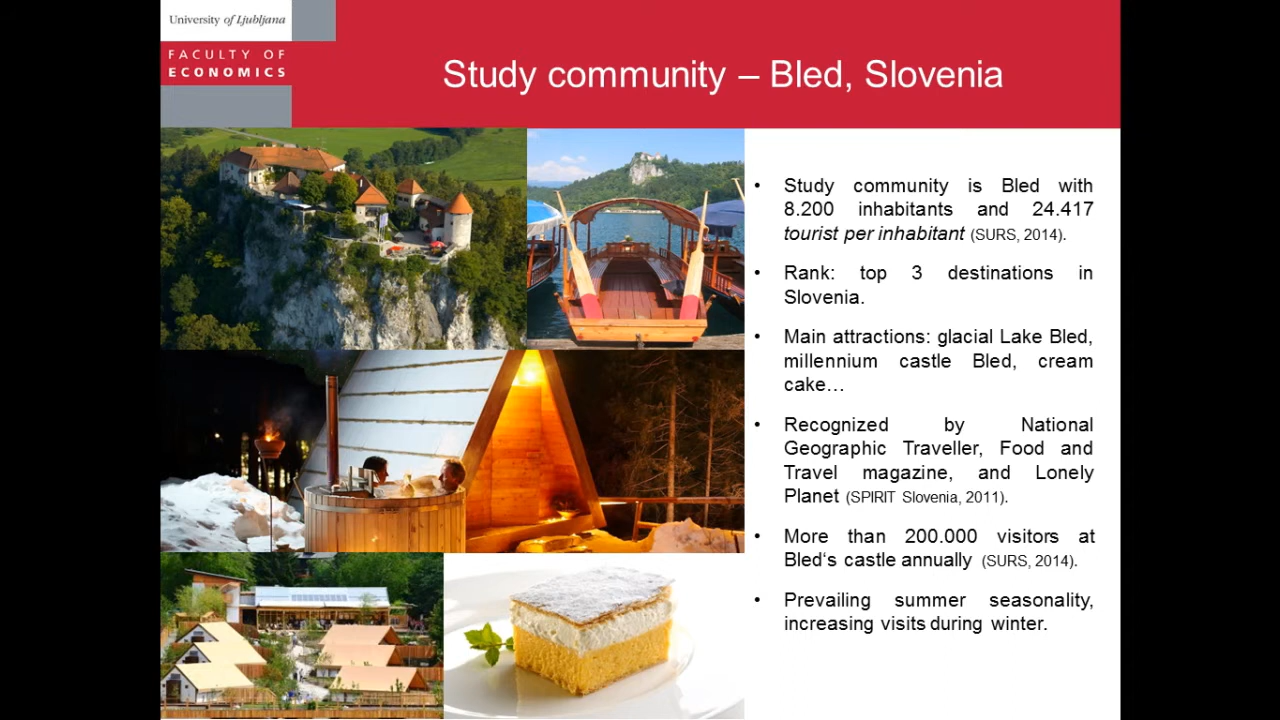 University of Ljubljana
FACULTY OF
ECONOMICS
Study community – Bled, Slovenia
• Study community is Bled with
8.200 inhabitants and 24.417
tourist per inhabitant (SURS, 2014).
• Rank: top 3 destinations in
Slovenia.
• Main attractions: glacial Lake Bled,
millennium castle Bled, cream
cake…
• Recognized by National
Geographic Traveller, Food and
Travel magazine, and Lonely
Planet (SPIRIT Slovenia, 2011).
• More than 200.000 visitors at
Bled‘s castle annually (SURS, 2014).
• Prevailing summer seasonality,
increasing visits during winter.